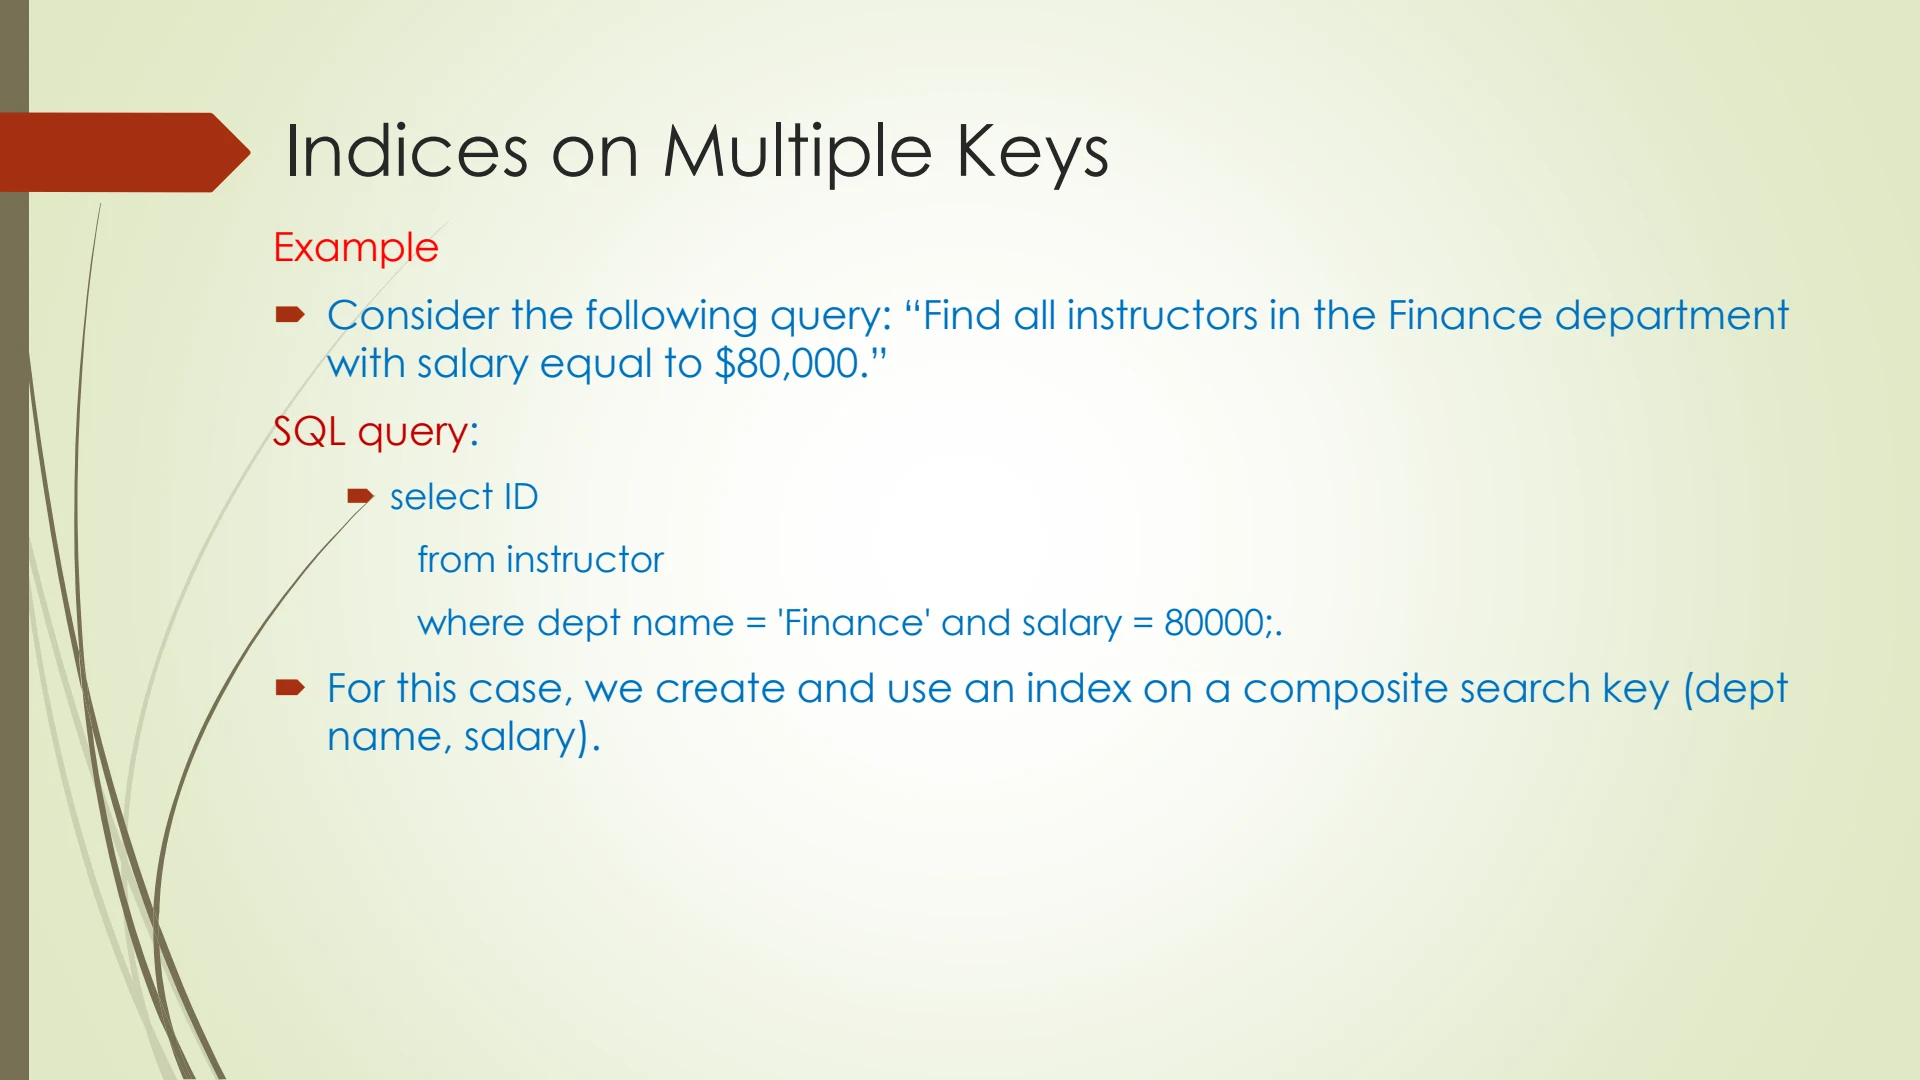 Indices on Multiple Keys
Example
Consider the following query: “Find all instructors in the Finance department
with salary equal to $80,000.”
SQL query:
select ID
from instructor
where dept name = 'Finance' and salary = 80000;.
For this case, we create and use an index on a composite search key (dept
name, salary).